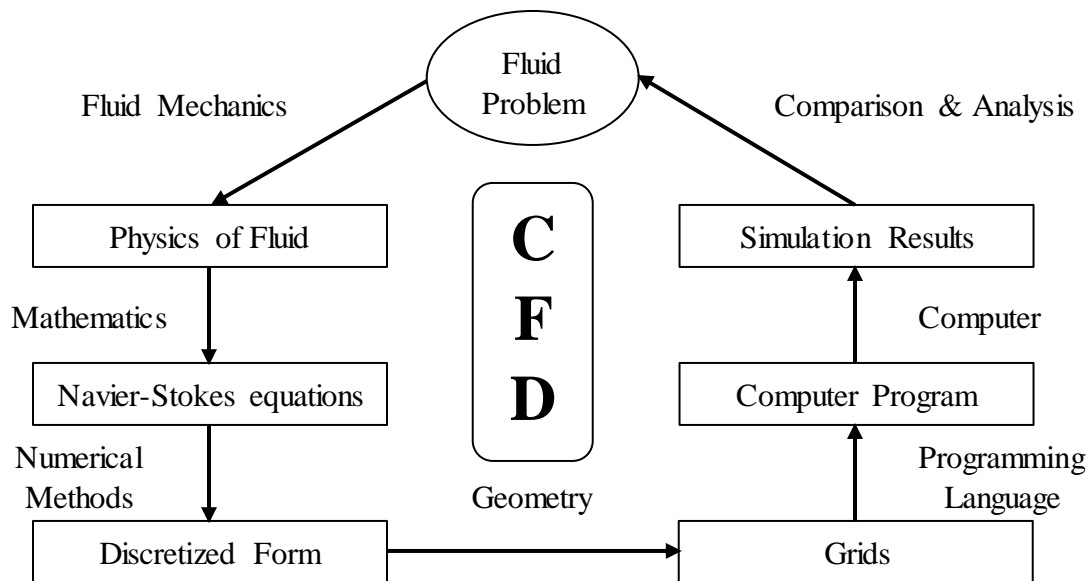 Fluid
Problem
Fluid Mechanics
Comparison & Analysis
Physics of Fluid
C
F
D
Simulation Results
Mathematics
Computer
Navier-Stokes equations
Computer Program
Numerical
Methods
Geometry
Programming
Language
Discretized Form
Grids